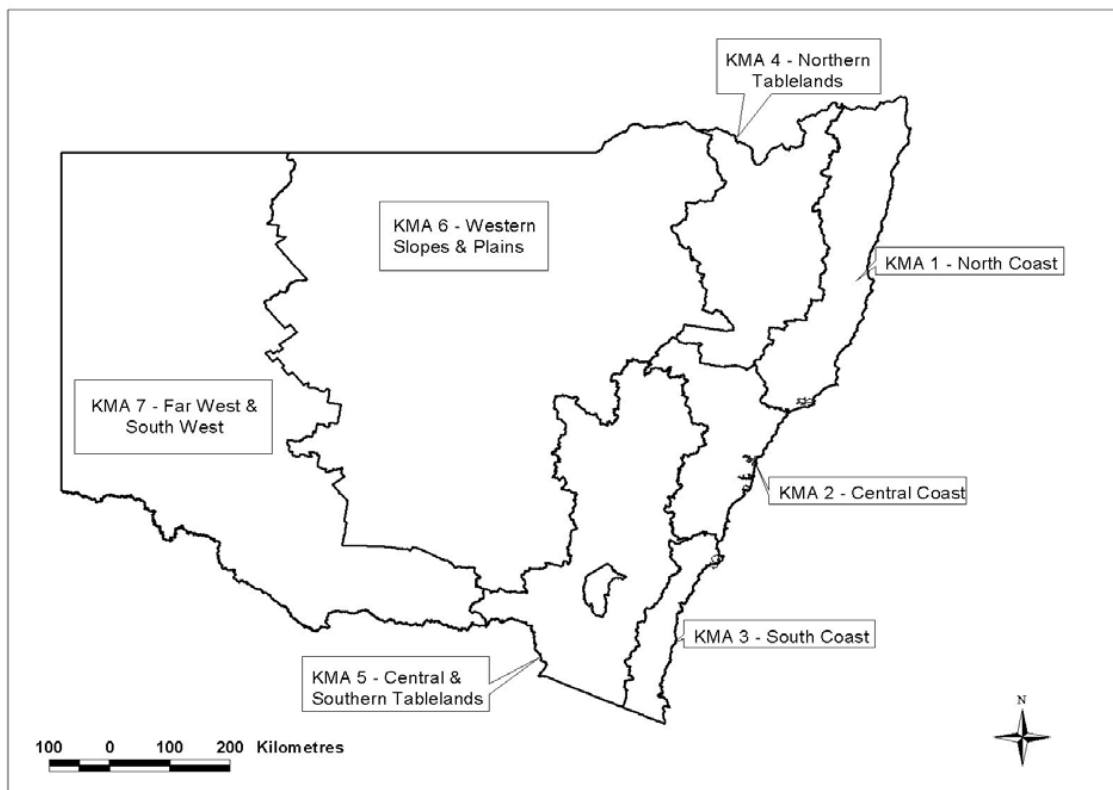 KMA 4 - Northern
Tablelands
KMA 6 - Western
Slopes & Plains
KMA 1 - North Coast
KMA 7 - Far West &
South West
KMA 2 - Central Coast
KMA 3 - South Coast
KMA 5 - Central &
Southern Tablelands
N
100 0 100 200 Kilometres